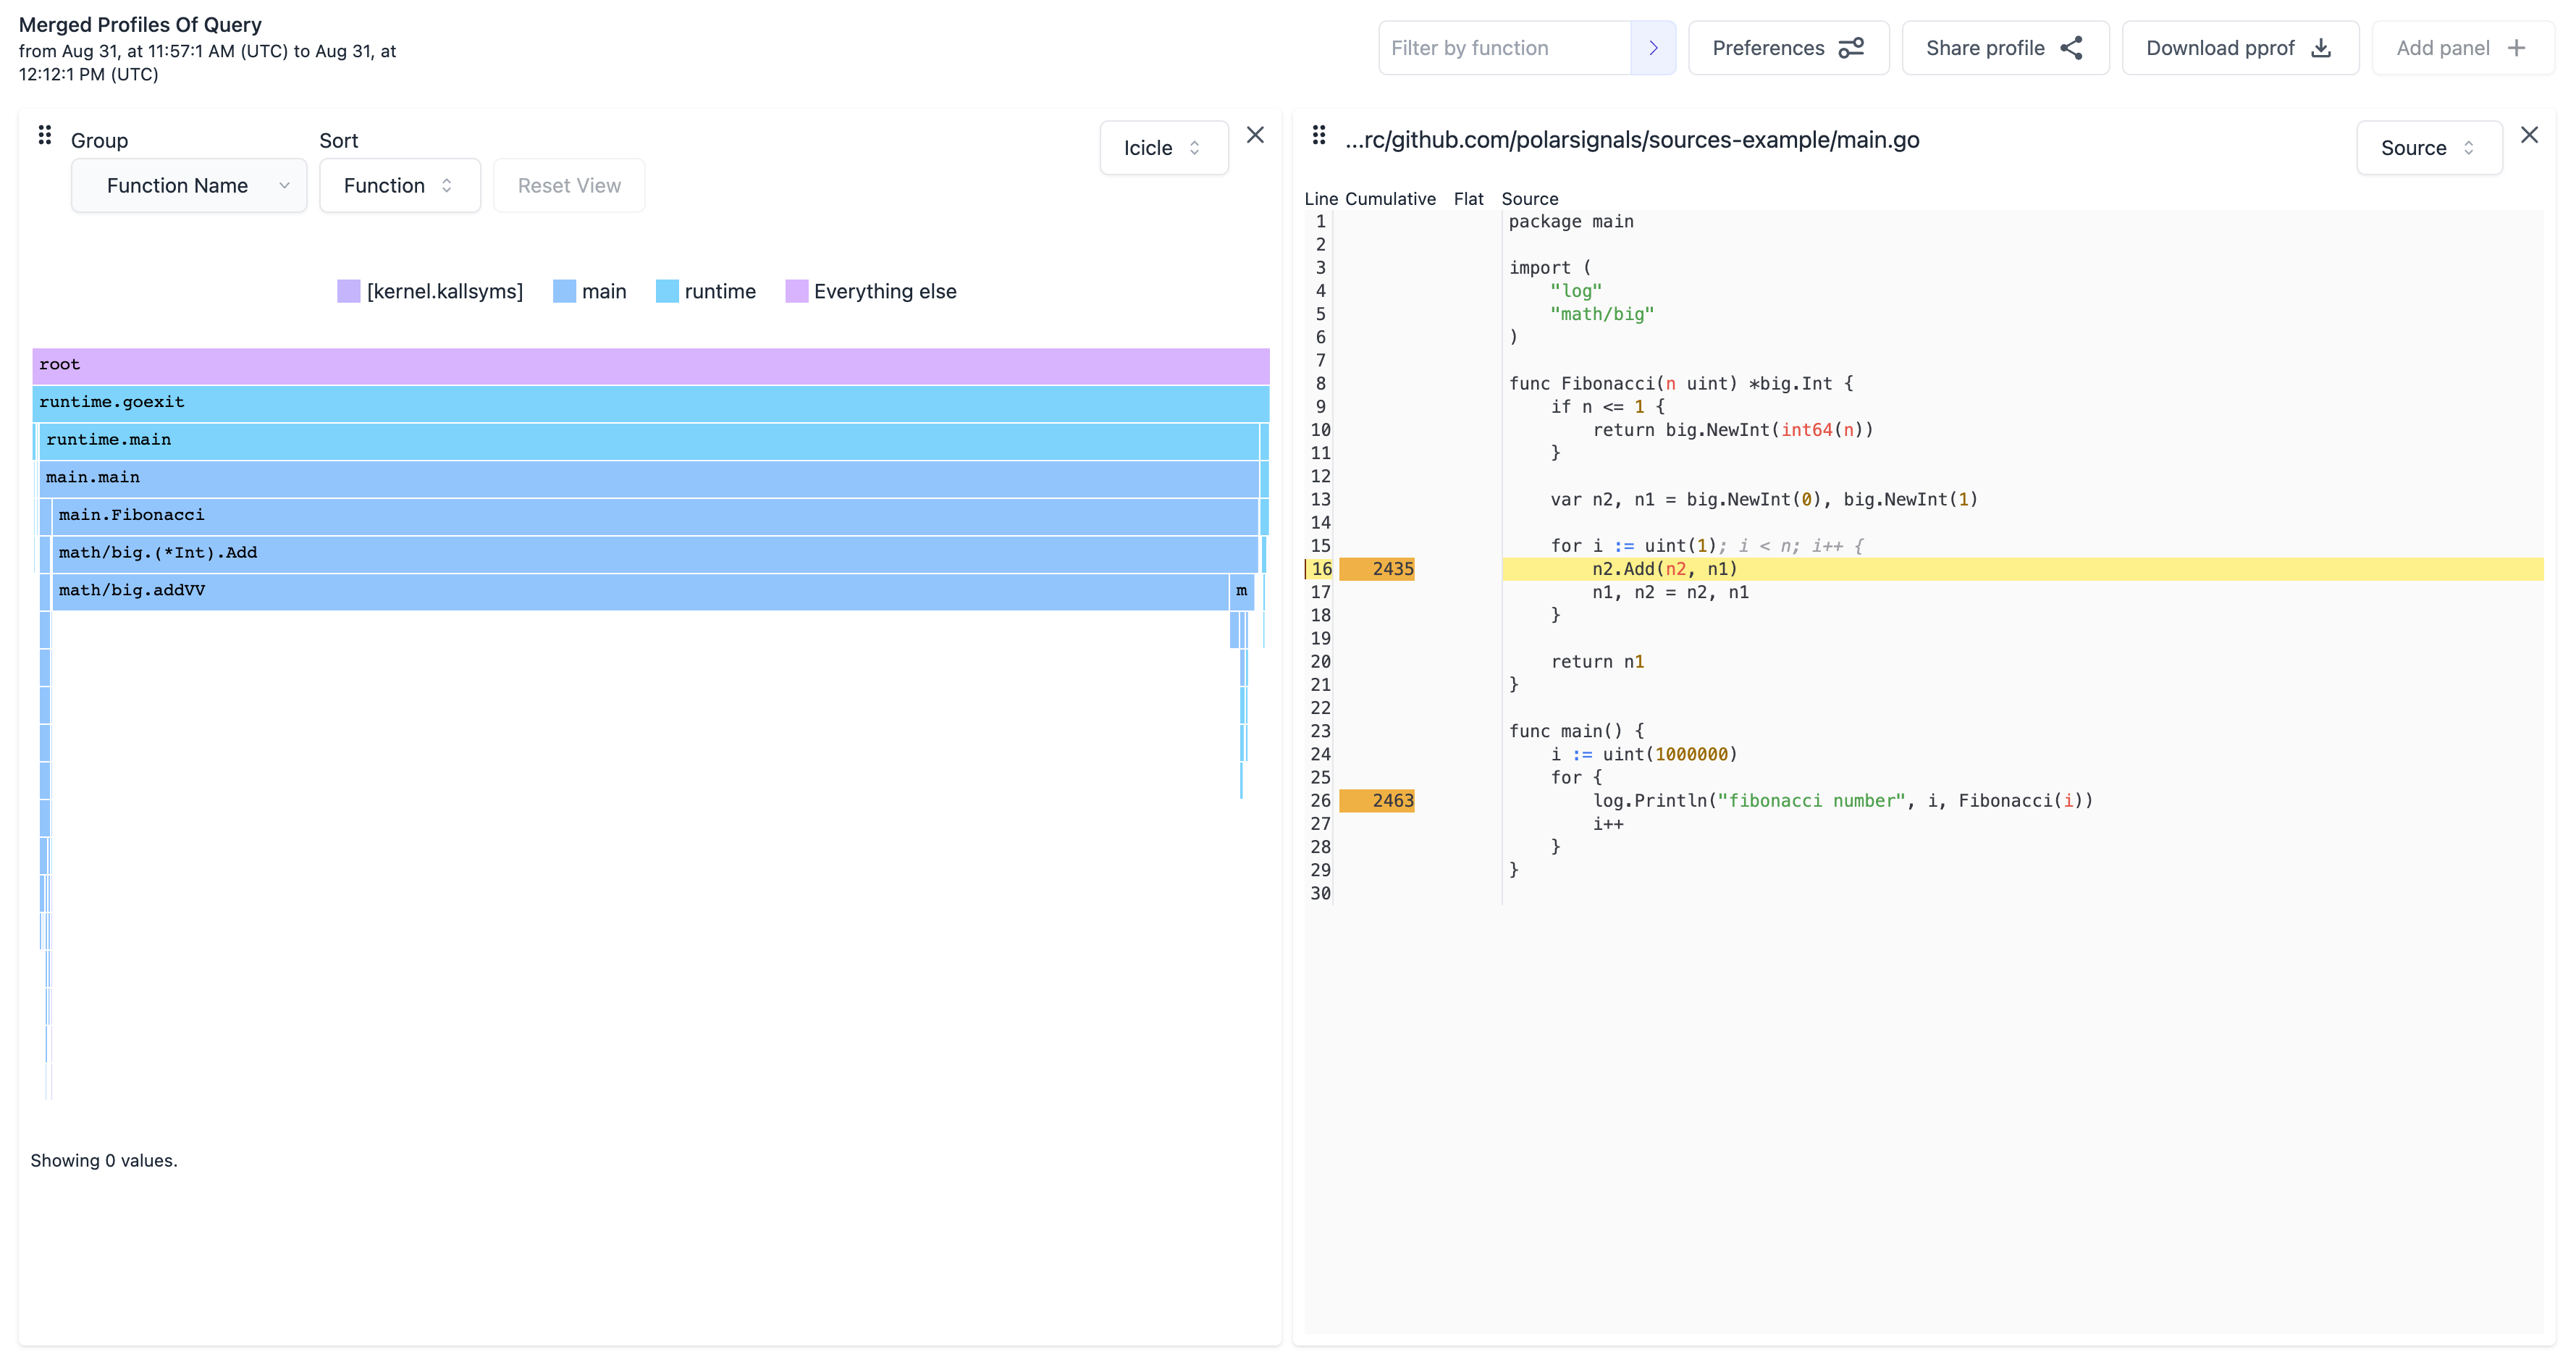 Merged Profiles Of Query
from Aug 31, at 11:57:1 AM (UTC) to Aug 31, at
12:12:1 PM (UTC)
Filter by function
Preferences
Share profile
Download pprof
Add panel
Group
Sort
Function Name
Function
Reset View
Icicle
[kernel.kallsyms]
main
runtime
Everything else
root
runtime.goexit
runtime.main
main.main
main.Fibonacci
math/big.(*Int).Add
math/big.addVV
m
Showing 0 values.
...rc/github.com/polarsignals/sources-example/main.go
Source
Line Cumulative Flat Source
1 package main
2
3 import (
4     "log"
5     "math/big"
6 )
7
8 func Fibonacci(n uint) *big.Int {
9     if n <= 1 {
10         return big.NewInt(int64(n))
11     }
12
13     var n2, n1 = big.NewInt(0), big.NewInt(1)
14
15     for i := uint(1); i < n; i++ {
16 2435         n2.Add(n2, n1)
17         n1, n2 = n2, n1
18     }
19
20     return n1
21 }
22
23 func main() {
24     i := uint(1000000)
25     for {
26 2463         log.Println("fibonacci number", i, Fibonacci(i))
27         i++
28     }
29 }
30